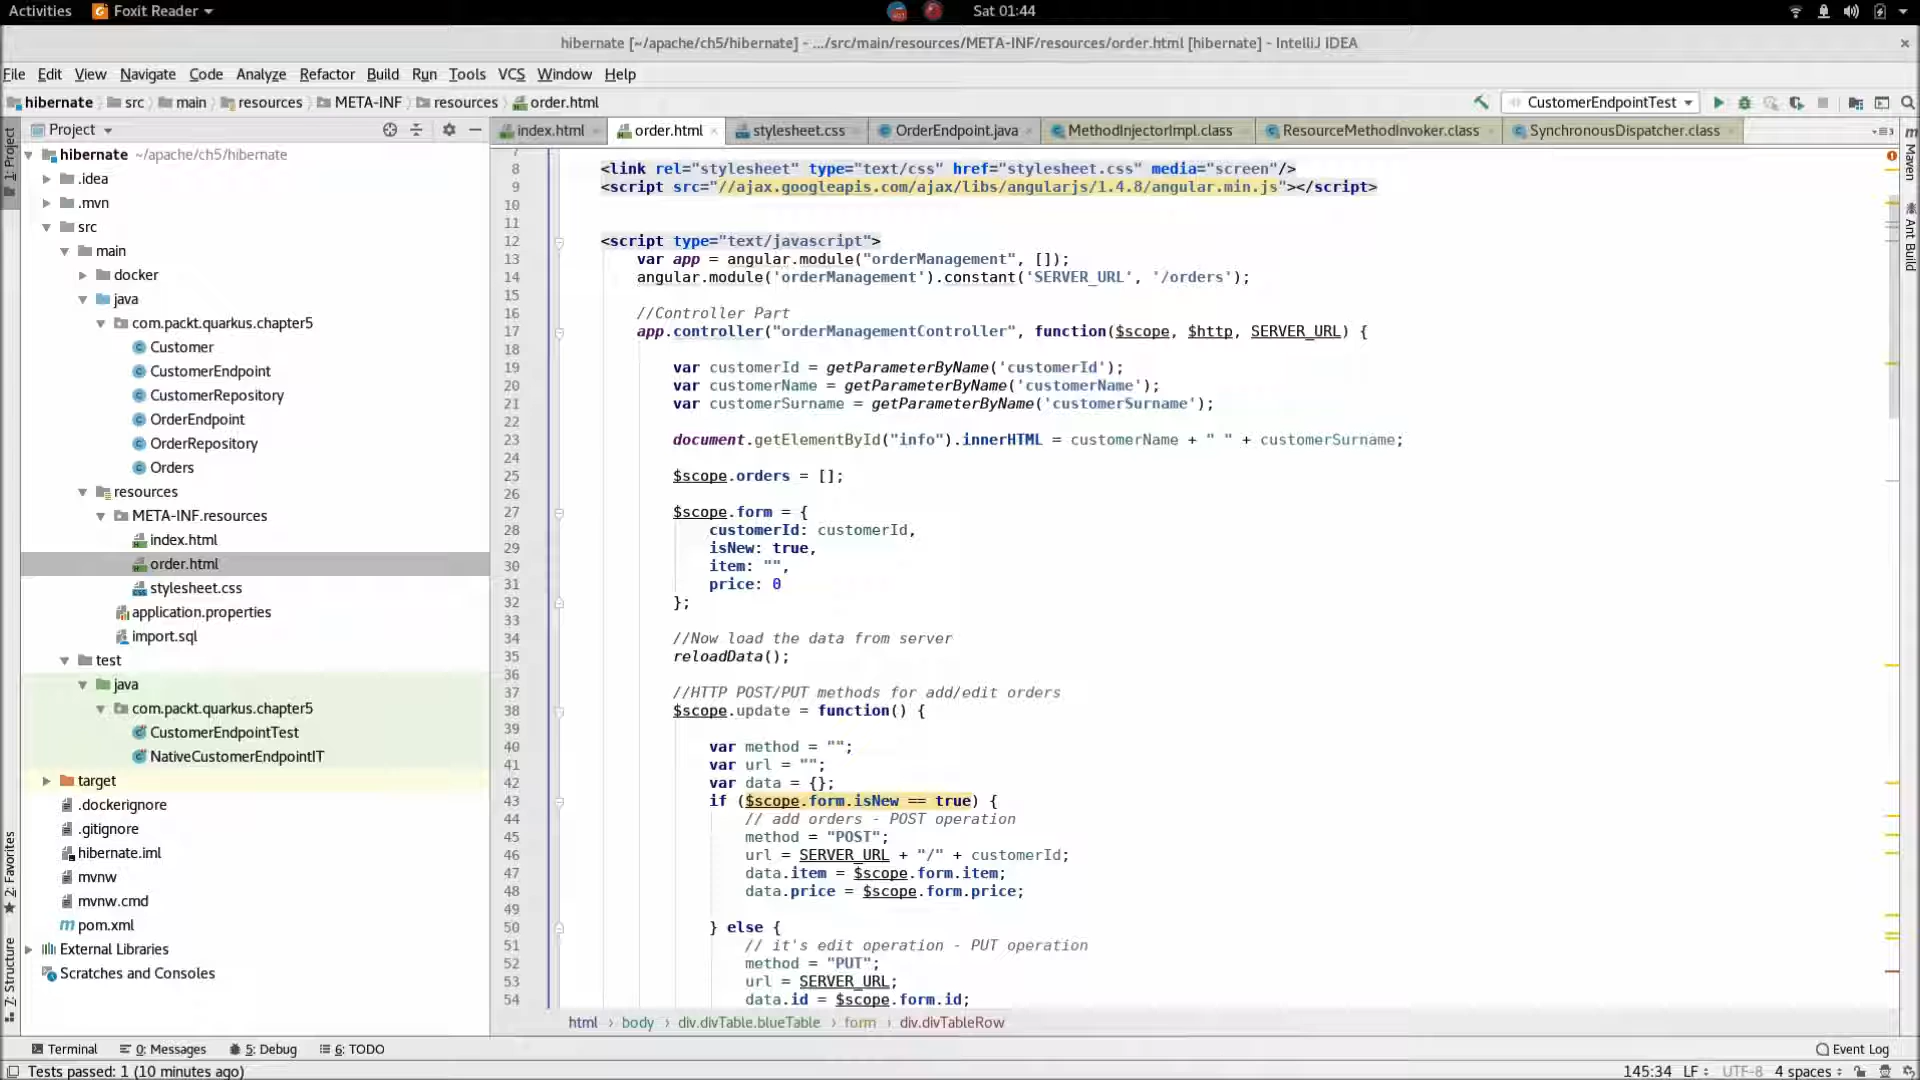 Activities Foxit Reader Sat 01:44
hibernate [~/apache/ch5/hibernate] - .../src/main/resources/META-INF/resources/order.html [hibernate] - IntelliJ IDEA
File Edit View Navigate Code Analyze Refactor Build Run Tools VCS Window Help
hibernate src main resources META-INF resources order.html CustomerEndpointTest
Project index.html order.html stylesheet.css OrderEndpoint.java MethodInjectorImpl.class ResourceMethodInvoker.class SynchronousDispatcher.class
1: Project
2: Favorites
7: Structure
Maven
Ant Build
hibernate ~/apache/ch5/hibernate
.idea
.mvn
src
main
docker
java
com.packt.quarkus.chapter5
Customer
CustomerEndpoint
CustomerRepository
OrderEndpoint
OrderRepository
Orders
resources
META-INF.resources
index.html
order.html
stylesheet.css
application.properties
import.sql
test
java
com.packt.quarkus.chapter5
CustomerEndpointTest
NativeCustomerEndpointIT
target
.dockerignore
.gitignore
hibernate.iml
mvnw
mvnw.cmd
pom.xml
External Libraries
Scratches and Consoles
7
8 <link rel="stylesheet" type="text/css" href="stylesheet.css" media="screen"/>
9 <script src="//ajax.googleapis.com/ajax/libs/angularjs/1.4.8/angular.min.js"></script>
10
11
12 <script type="text/javascript">
13 var app = angular.module("orderManagement", []);
14 angular.module('orderManagement').constant('SERVER_URL', '/orders');
15
16 //Controller Part
17 app.controller("orderManagementController", function($scope, $http, SERVER_URL) {
18
19 var customerId = getParameterByName('customerId');
20 var customerName = getParameterByName('customerName');
21 var customerSurname = getParameterByName('customerSurname');
22
23 document.getElementById("info").innerHTML = customerName + " " + customerSurname;
24
25 $scope.orders = [];
26
27 $scope.form = {
28 customerId: customerId,
29 isNew: true,
30 item: "",
31 price: 0
32 };
33
34 //Now load the data from server
35 reloadData();
36
37 //HTTP POST/PUT methods for add/edit orders
38 $scope.update = function() {
39
40 var method = "";
41 var url = "";
42 var data = {};
43 if ($scope.form.isNew == true) {
44 // add orders - POST operation
45 method = "POST";
46 url = SERVER_URL + "/" + customerId;
47 data.item = $scope.form.item;
48 data.price = $scope.form.price;
49
50 } else {
51 // it's edit operation - PUT operation
52 method = "PUT";
53 url = SERVER_URL;
54 data.id = $scope.form.id;
html body div.divTable.blueTable form div.divTableRow
Terminal 0: Messages 5: Debug 6: TODO Event Log
Tests passed: 1 (10 minutes ago) 145:34 LF UTF-8 4 spaces